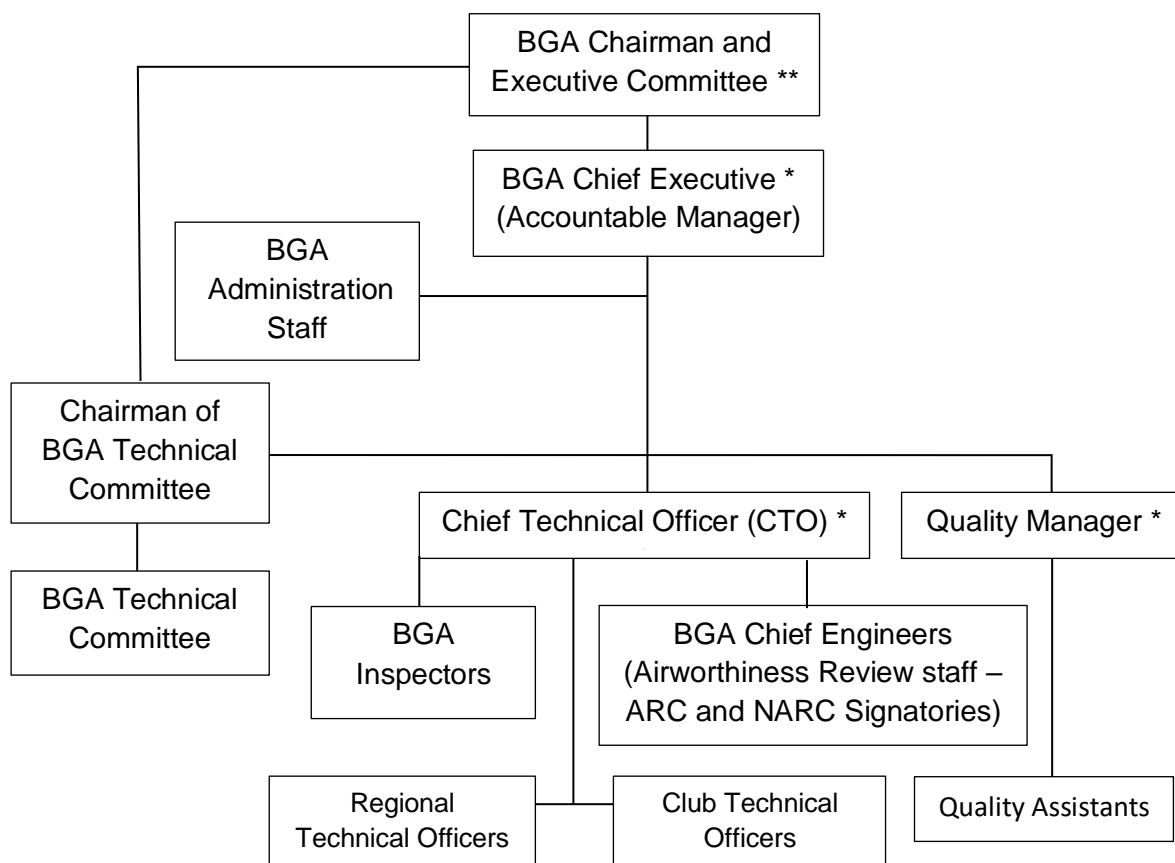 BGA Chairman and
Executive Committee **
BGA Chief Executive *
(Accountable Manager)
BGA
Administration
Staff
Chairman of
BGA Technical
Committee
Chief Technical Officer (CTO) *
Quality Manager *
BGA Technical
Committee
BGA
Inspectors
BGA Chief Engineers
(Airworthiness Review staff –
ARC and NARC Signatories)
Regional
Technical Officers
Club Technical
Officers
Quality Assistants